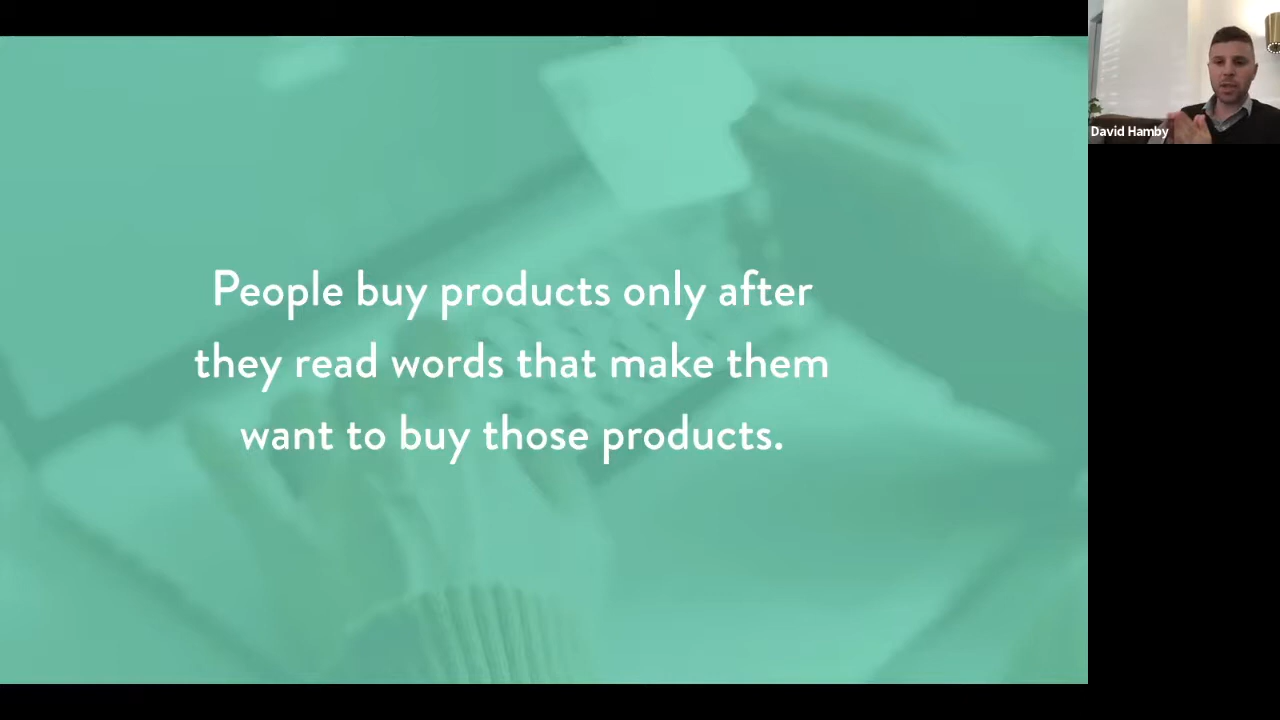 People buy products only after
they read words that make them
want to buy those products.
David Hamby